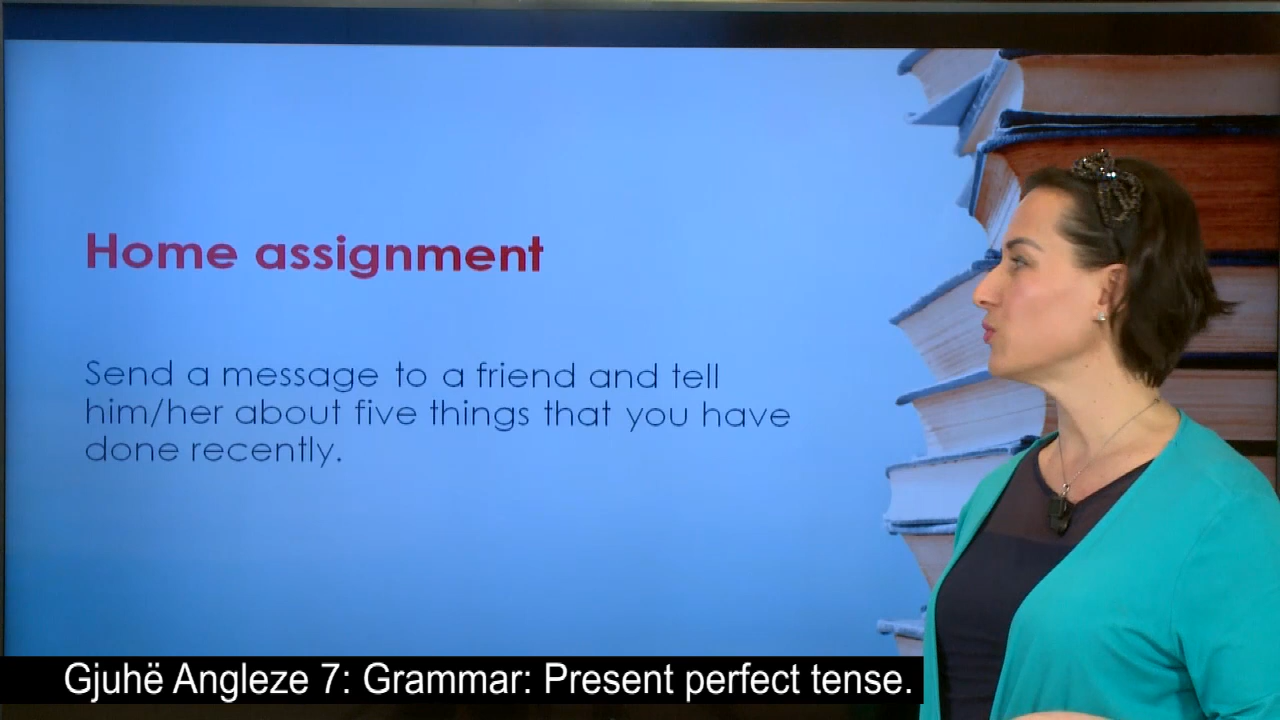 Home assignment
Send a message to a friend and tell
him/her about five things that you have
done recently.
Gjuhë Angleze 7: Grammar: Present perfect tense.